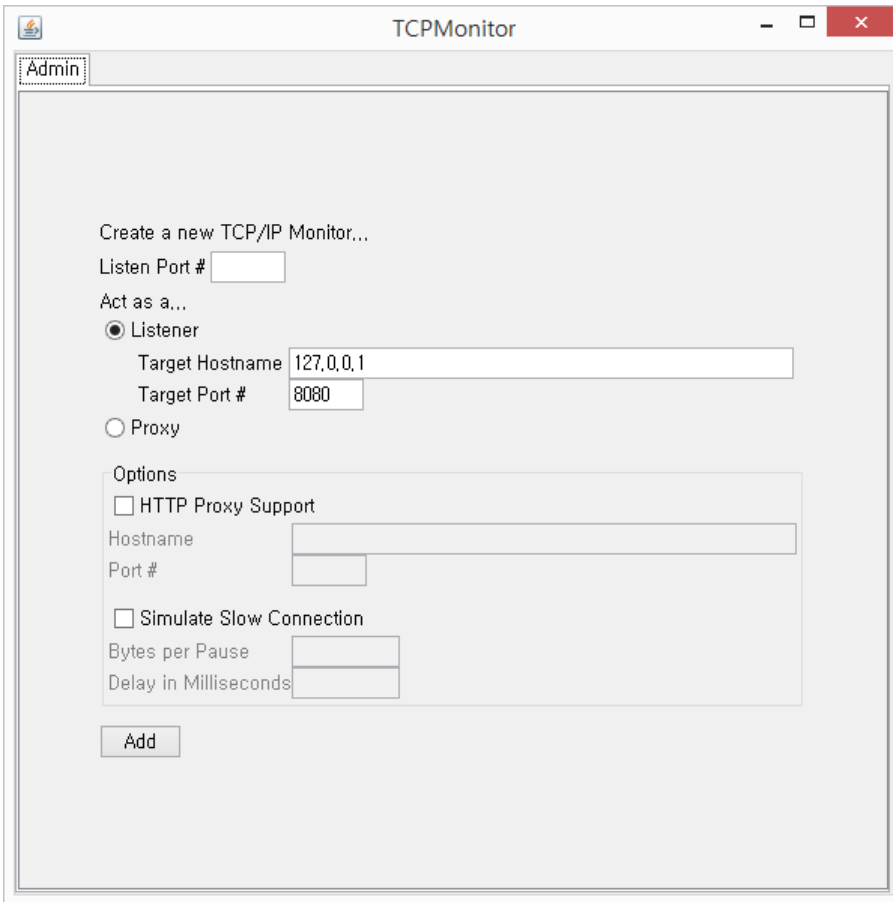 TCPMonitor
Admin
Create a new TCP/IP Monitor...
Listen Port #
Act as a...
Listener
Target Hostname 127.0.0.1
Target Port # 8080
Proxy
Options
HTTP Proxy Support
Hostname
Port #
Simulate Slow Connection
Bytes per Pause
Delay in Milliseconds
Add